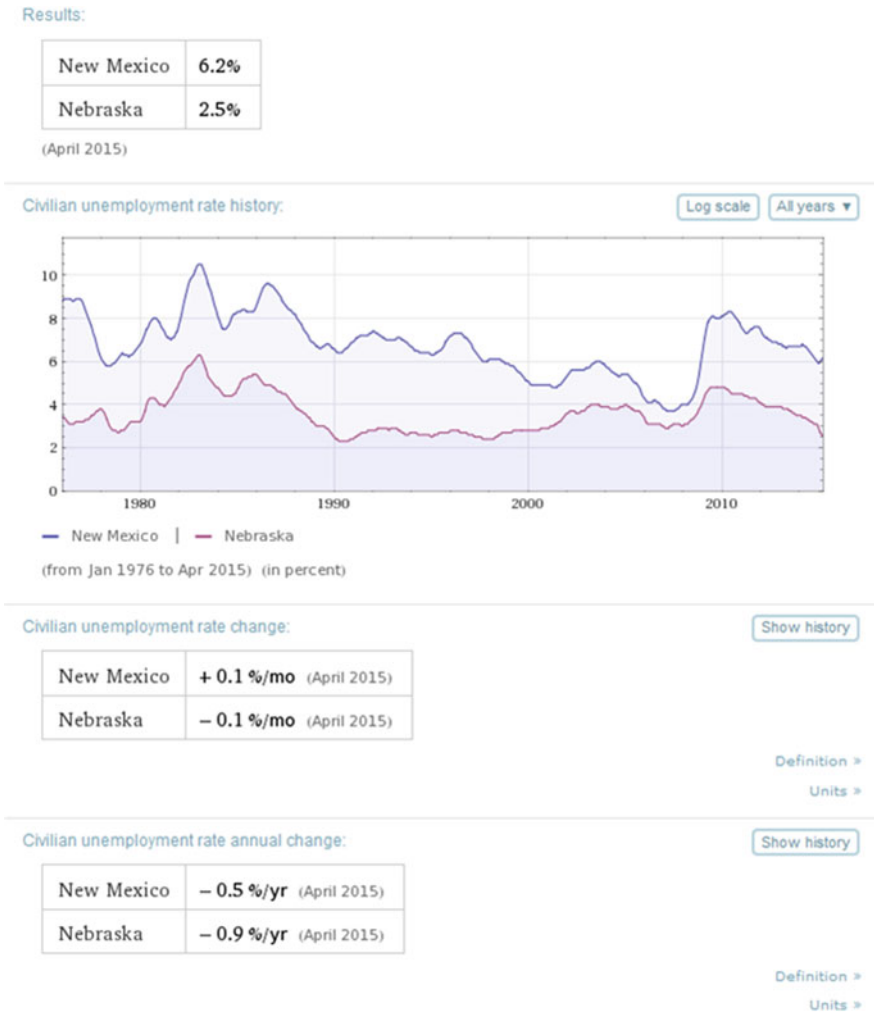 Results:
New Mexico 6.2%
Nebraska 2.5%
(April 2015)
Civilian unemployment rate history: Log scale All years ▼
10
8
6
4
2
0
1980 1990 2000 2010
New Mexico | Nebraska
(from Jan 1976 to Apr 2015) (in percent)
Civilian unemployment rate change: Show history
New Mexico + 0.1 %/mo (April 2015)
Nebraska – 0.1 %/mo (April 2015)
Definition »
Units »
Civilian unemployment rate annual change: Show history
New Mexico – 0.5 %/yr (April 2015)
Nebraska – 0.9 %/yr (April 2015)
Definition »
Units »